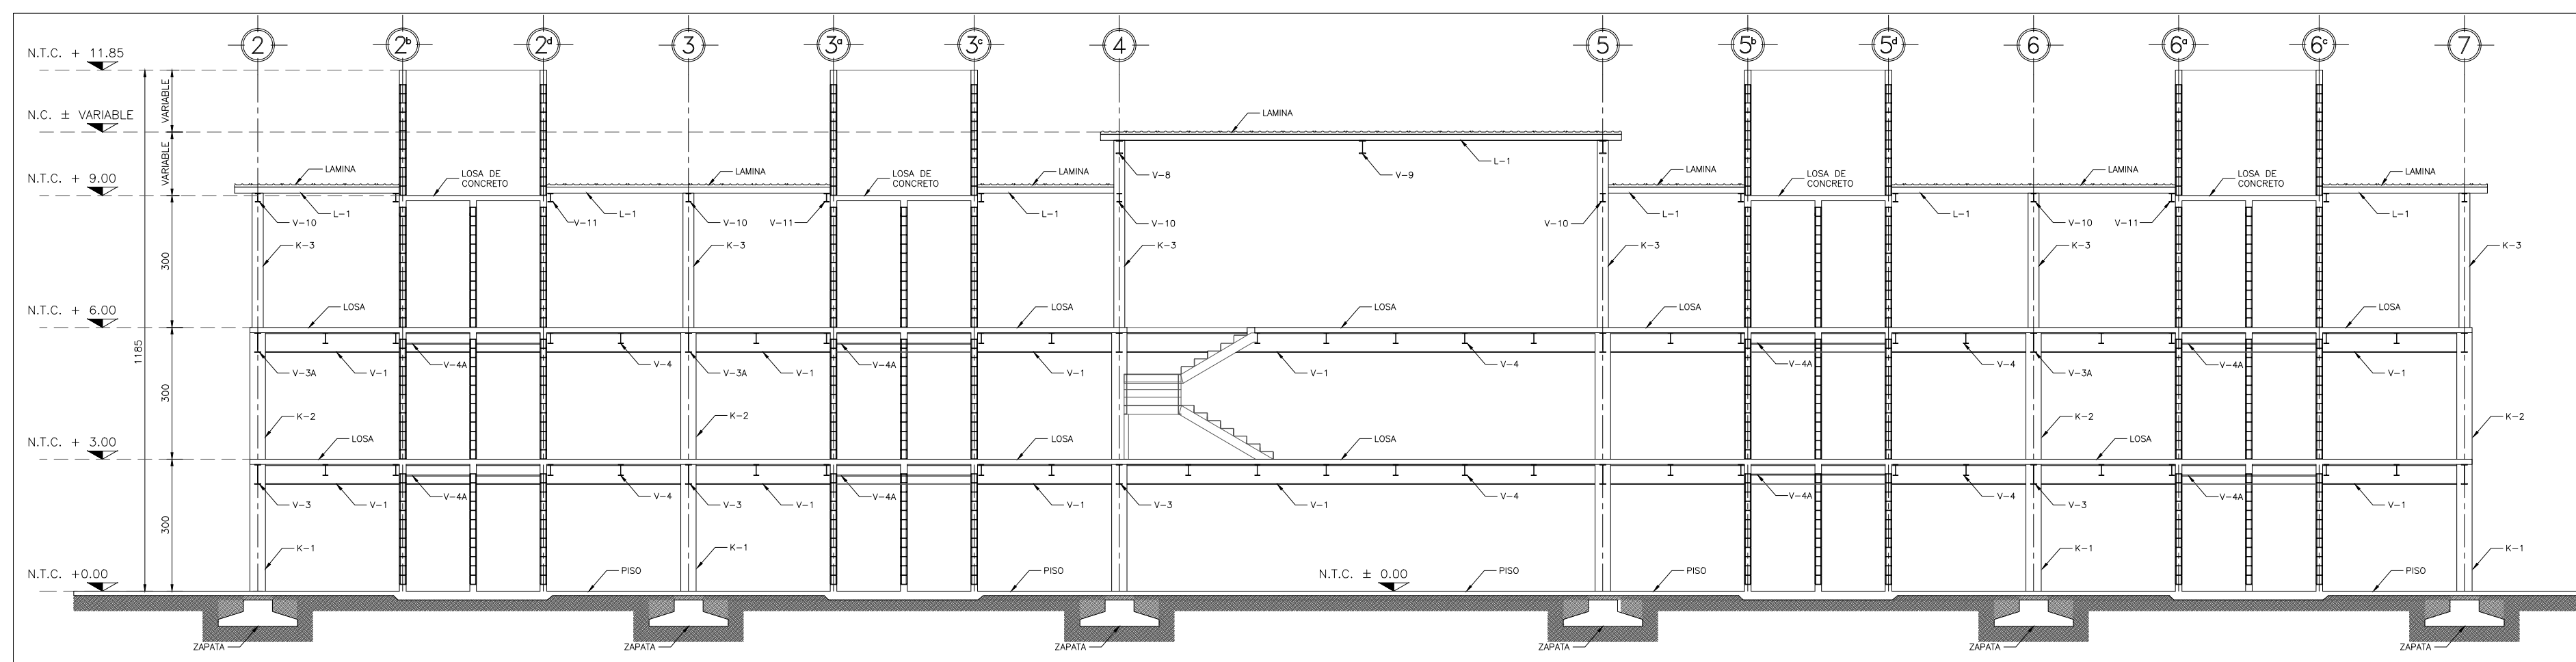 2 2b 2d 3 3a 3c 4 5 5b 5d 6 6a 6c 7
N.T.C. + 11.85
VARIABLE
N.C. ± VARIABLE
LAMINA
VARIABLE
V-8 V-9 L-1
LAMINA LAMINA LAMINA LAMINA LAMINA LAMINA
N.T.C. + 9.00
LOSA DE
CONCRETO
LOSA DE
CONCRETO
LOSA DE
CONCRETO
LOSA DE
CONCRETO
L-1 L-1 L-1 L-1 L-1 L-1
V-10 V-11 V-10 V-11 V-10 V-10 V-10 V-11
K-3 K-3 K-3 K-3 K-3 K-3
300
N.T.C. + 6.00
LOSA LOSA LOSA LOSA LOSA
1185
300
V-3A V-1 V-4A V-4 V-3A V-1 V-4A V-1 V-1 V-4 V-4A V-4 V-3A V-4A V-1
K-2 K-2 K-2 K-2
N.T.C. + 3.00
LOSA LOSA LOSA LOSA
300
V-3 V-1 V-4A V-4 V-3 V-1 V-4A V-1 V-3 V-1 V-4 V-4A V-4 V-3 V-4A V-1
K-1 K-1 K-1 K-1
N.T.C. +0.00
PISO PISO N.T.C. ± 0.00 PISO PISO PISO
ZAPATA ZAPATA ZAPATA ZAPATA ZAPATA ZAPATA